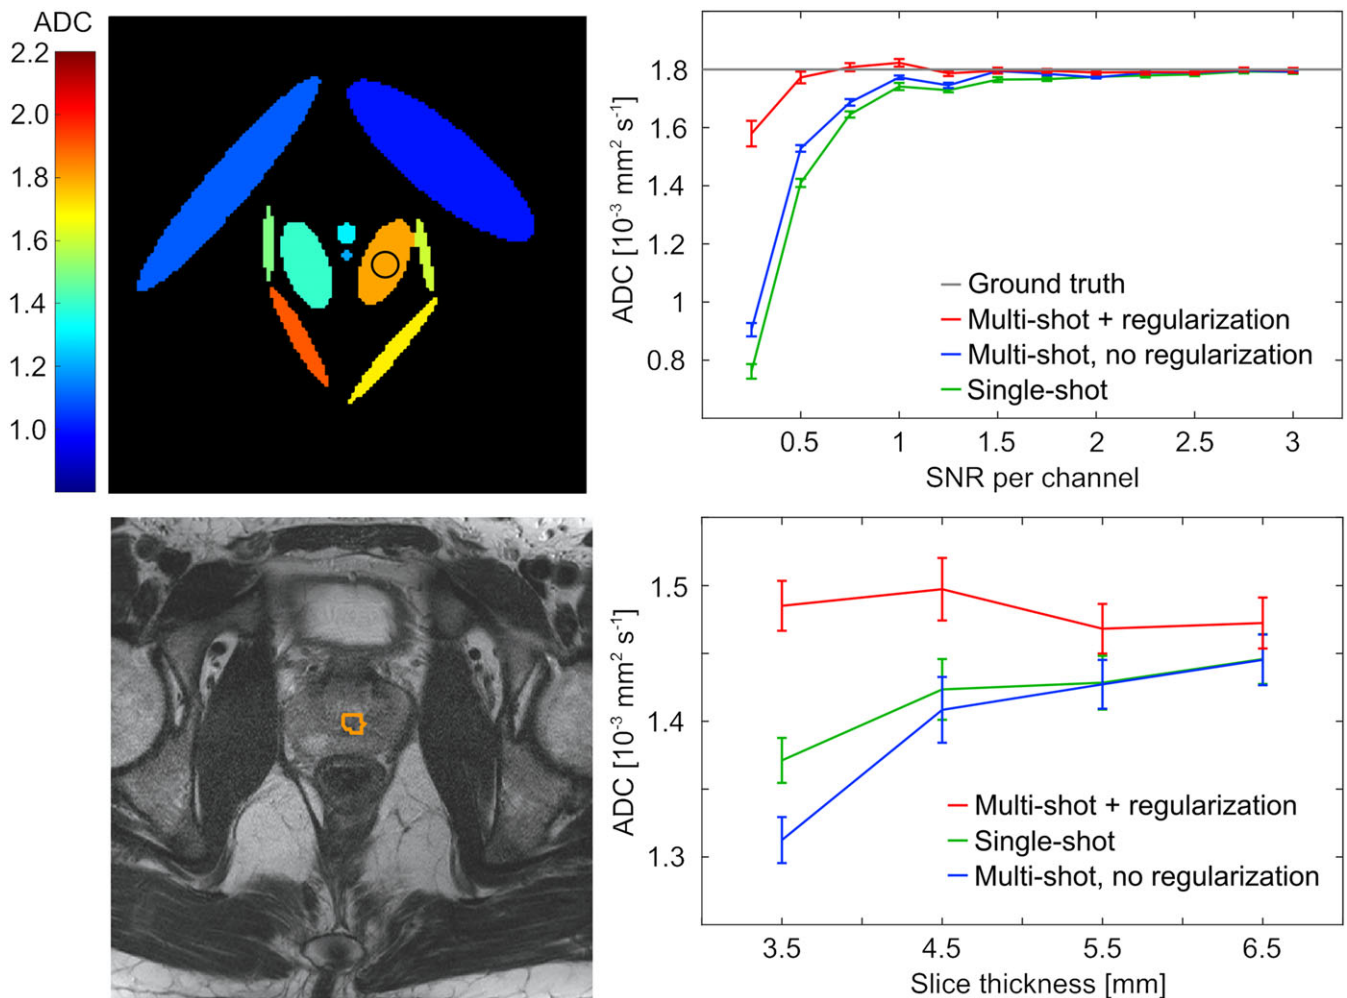 ADC
2.2
2.0
1.8
1.6
1.4
1.2
1.0
1.8
1.6
1.4
1.2
1
0.8
ADC [10⁻³ mm² s⁻¹]
Ground truth
Multi-shot + regularization
Multi-shot, no regularization
Single-shot
0.5 1 1.5 2 2.5 3
SNR per channel
1.5
1.4
1.3
ADC [10⁻³ mm² s⁻¹]
Multi-shot + regularization
Single-shot
Multi-shot, no regularization
3.5 4.5 5.5 6.5
Slice thickness [mm]